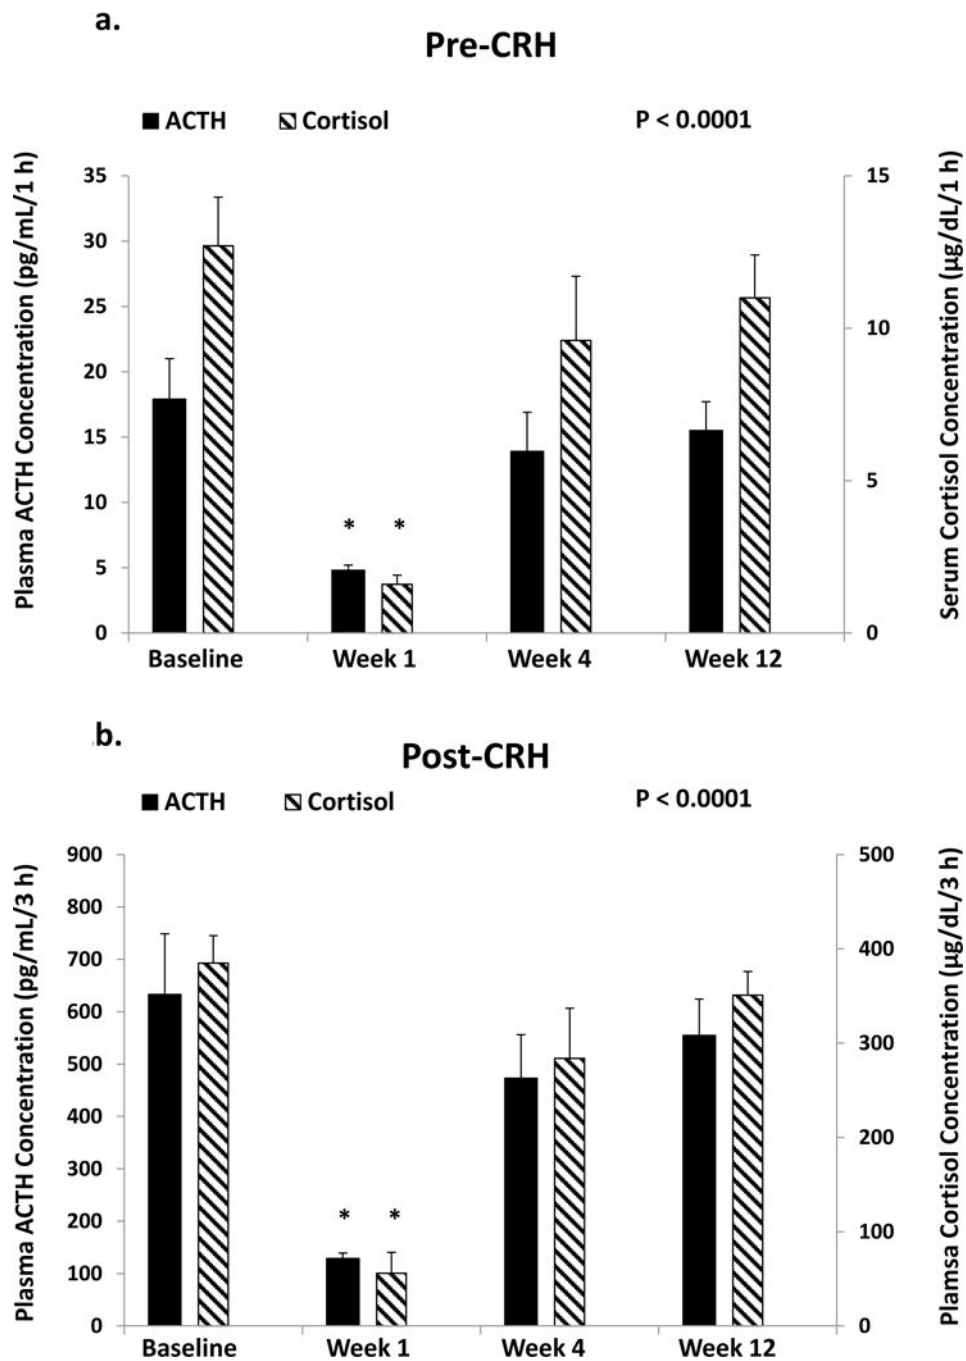 a.
Pre-CRH
ACTH Cortisol P < 0.0001
Plasma ACTH Concentration (pg/mL/1 h)
35
30
25
20
15
10
5
0
* *
15
10
5
0
Serum Cortisol Concentration (µg/dL/1 h)
Baseline Week 1 Week 4 Week 12
b.
Post-CRH
ACTH Cortisol P < 0.0001
Plasma ACTH Concentration (pg/mL/3 h)
900
800
700
600
500
400
300
200
100
0
* *
500
400
300
200
100
0
Plamsa Cortisol Concentration (µg/dL/3 h)
Baseline Week 1 Week 4 Week 12